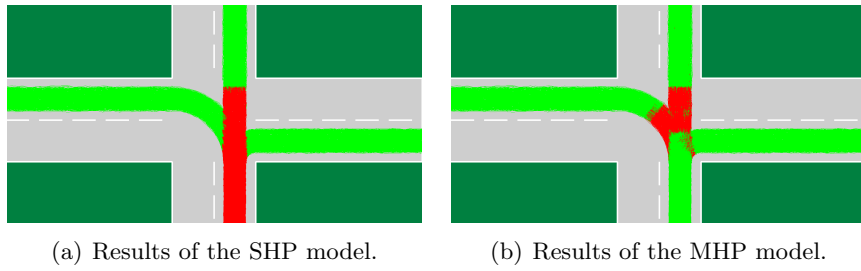 (a) Results of the SHP model.
(b) Results of the MHP model.